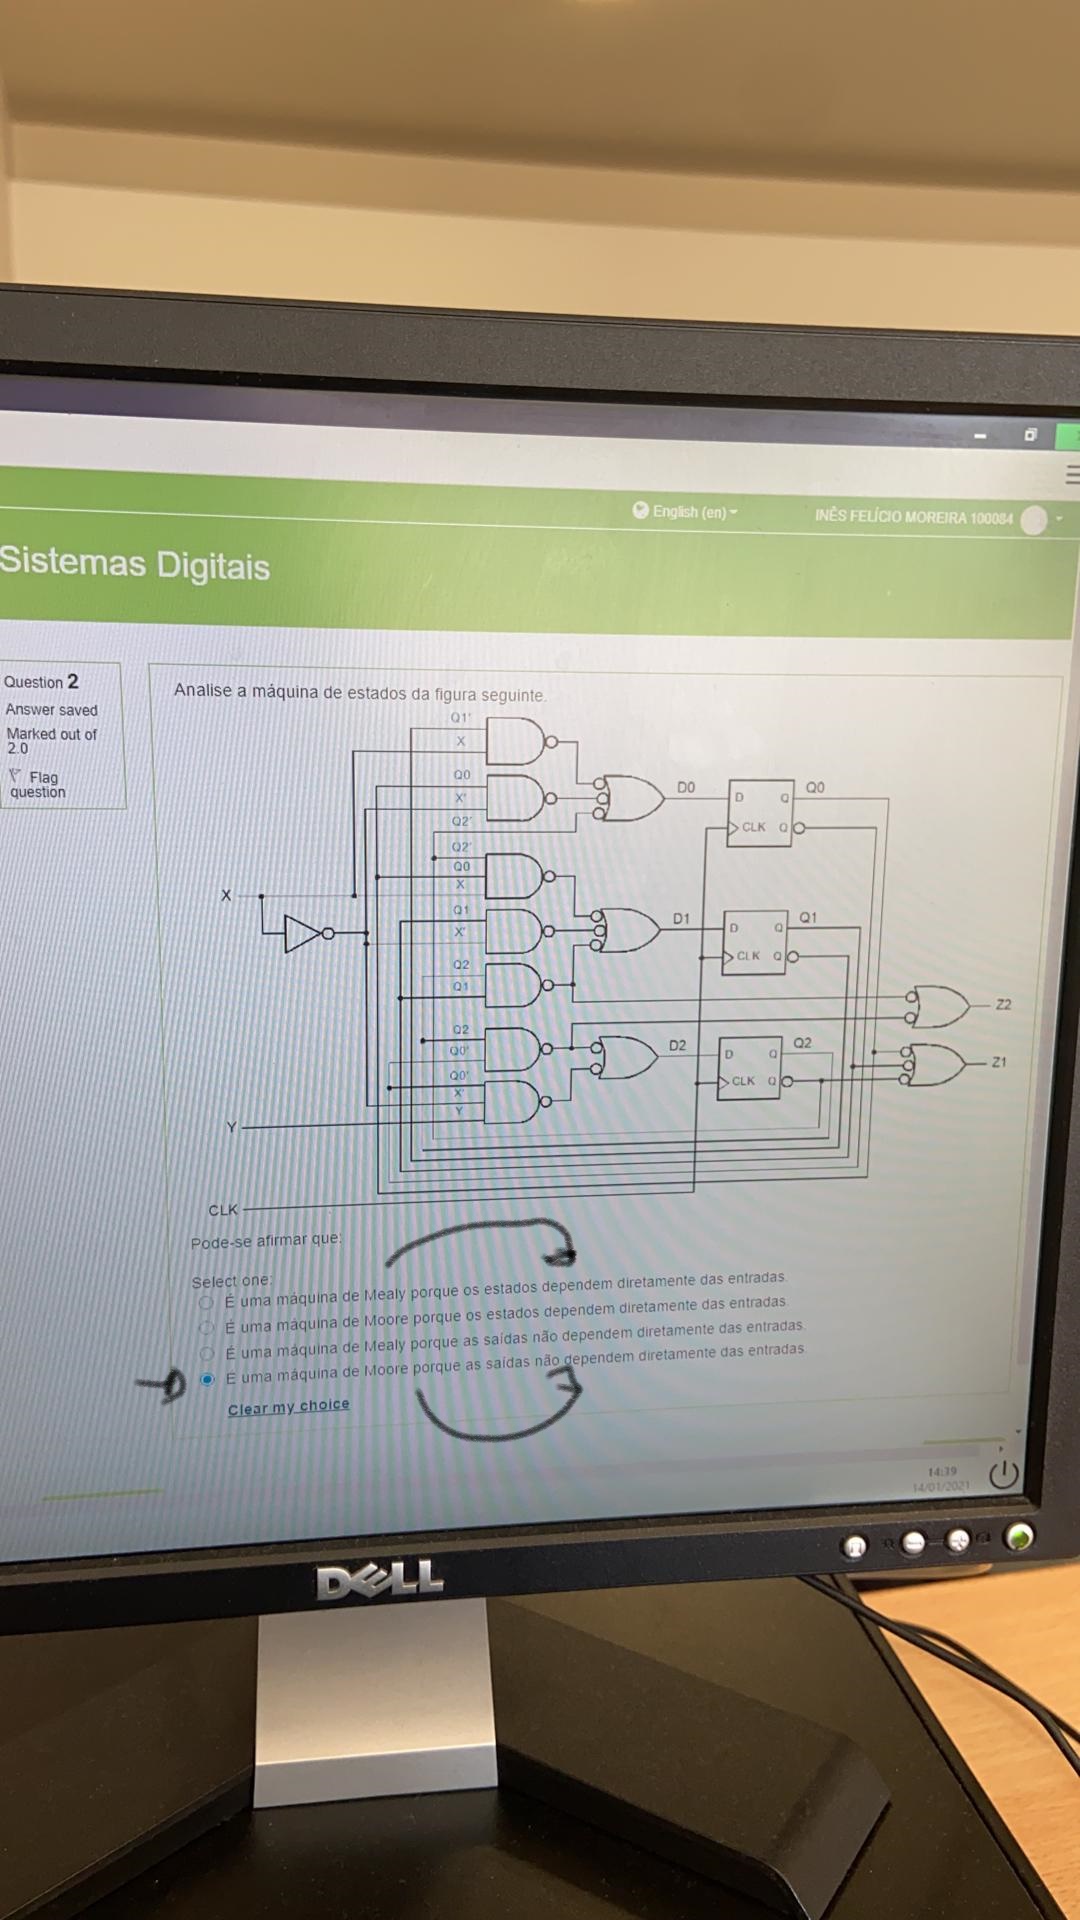 English (en)
INÊS FELÍCIO MOREIRA 100084
Sistemas Digitais
Question 2
Answer saved
Marked out of
2.0
Flag
question
Analise a máquina de estados da figura seguinte.
Q1'
X
Q0
X'
Q2'
Q2'
Q0
X
Q1
X'
Q2
Q1
Q2
Q0'
Q0'
X'
Y
X
Y
CLK
D0
D Q
CLK Q
Q0
D1
D Q
CLK Q
Q1
D2
D Q
CLK Q
Q2
Z2
Z1
Pode-se afirmar que:
Select one:
É uma máquina de Mealy porque os estados dependem diretamente das entradas.
É uma máquina de Moore porque os estados dependem diretamente das entradas.
É uma máquina de Mealy porque as saídas não dependem diretamente das entradas.
É uma máquina de Moore porque as saídas não dependem diretamente das entradas.
Clear my choice
14:39
14/01/2021
DELL